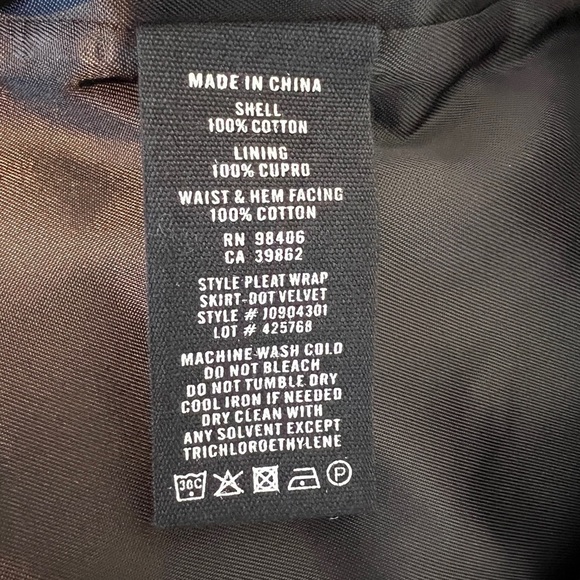 MADE IN CHINA
SHELL
100% COTTON
LINING
100% CUPRO
WAIST & HEM FACING
100% COTTON
RN 98406
CA 39862
STYLE PLEAT WRAP
SKIRT-DOT VELVET
STYLE # J0904301
LOT # 425768
MACHINE WASH COLD
DO NOT BLEACH
DO NOT TUMBLE DRY
COOL IRON IF NEEDED
DRY CLEAN WITH
ANY SOLVENT EXCEPT
TRICHLOROETHYLENE
30C P